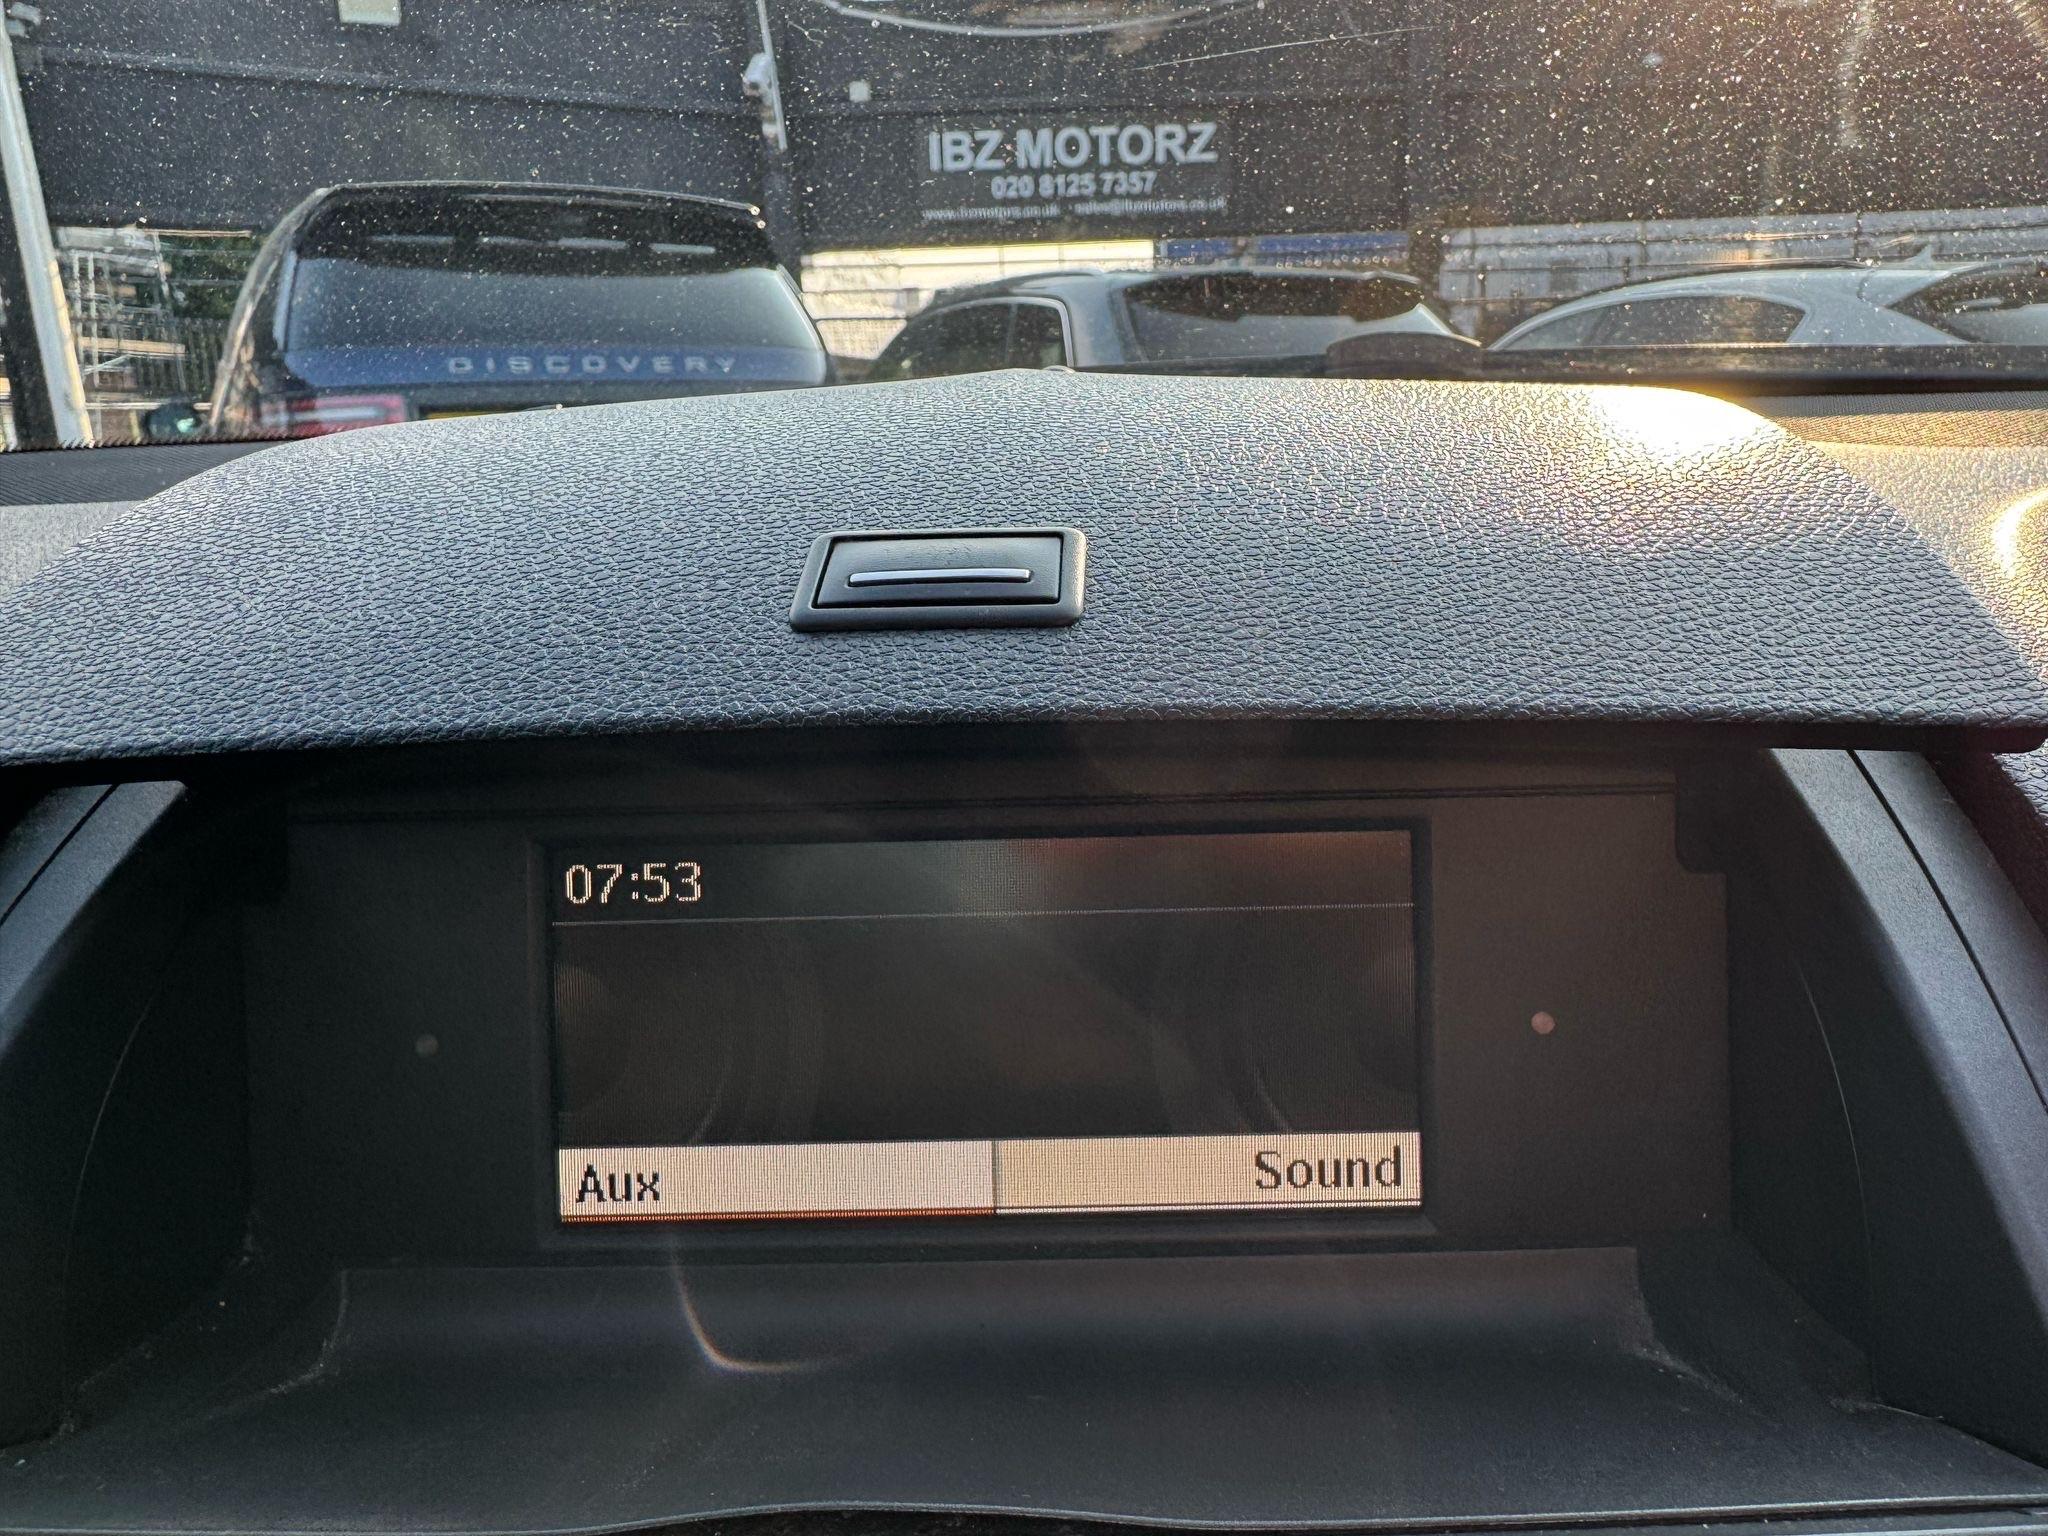 IBZ MOTORZ
020 8125 7357
DISCOVERY
07:53
Aux
Sound